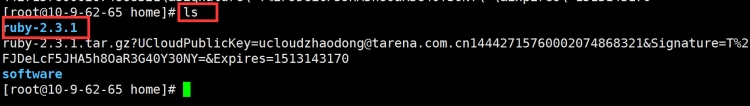 [root@10-9-62-65 home]# ls
ruby-2.3.1
ruby-2.3.1.tar.gz?UCloudPublicKey=ucloudzhaodong@tarena.com.cn14442715760002074868321&Signature=T%2
FJDeLcF5JHA5h8OaR3G40Y30NY=&Expires=1513143170
software
[root@10-9-62-65 home]#